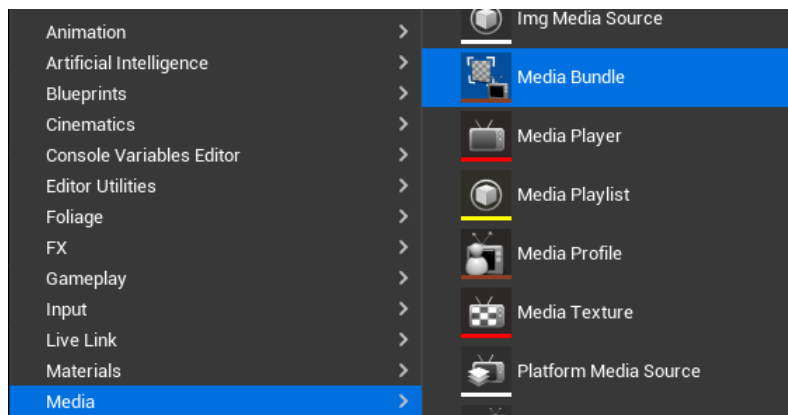 Animation
Artificial Intelligence
Blueprints
Cinematics
Console Variables Editor
Editor Utilities
Foliage
FX
Gameplay
Input
Live Link
Materials
Media
Img Media Source
Media Bundle
Media Player
Media Playlist
Media Profile
Media Texture
Platform Media Source